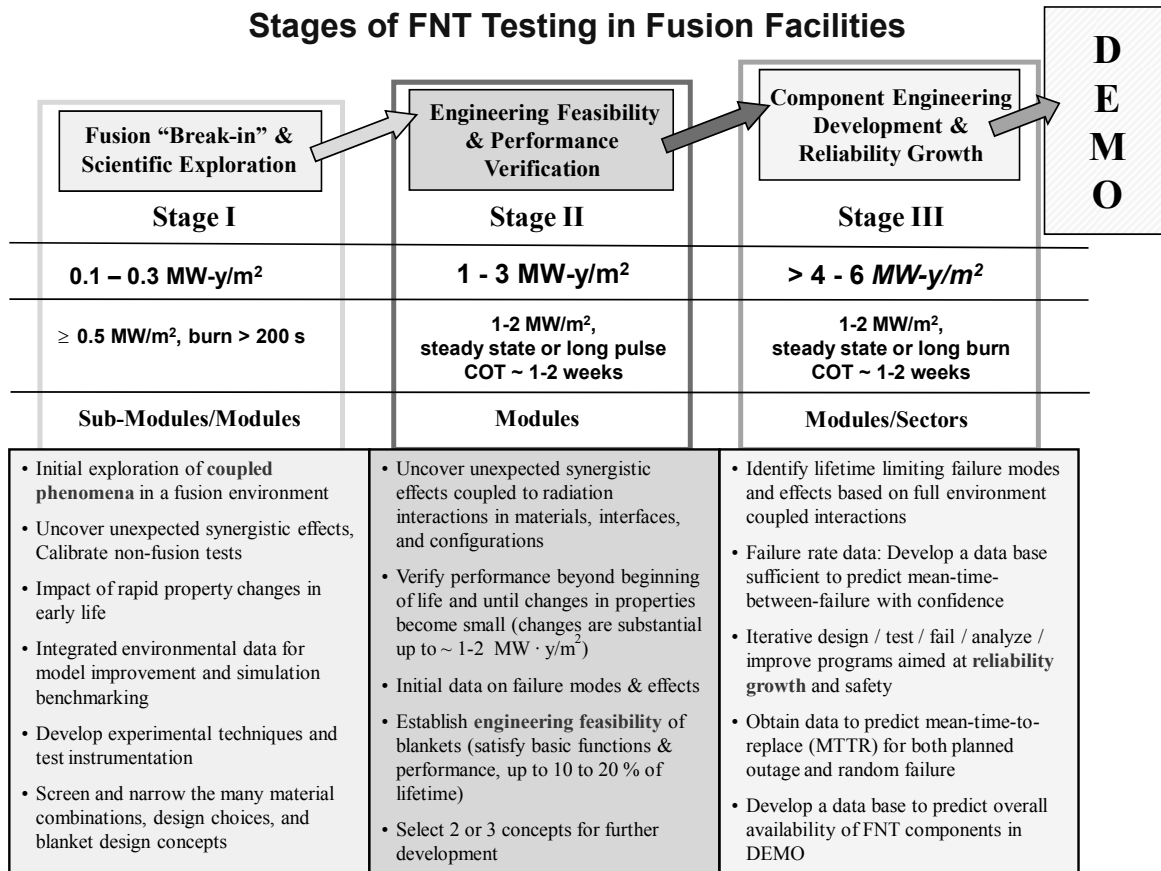 Stages of FNT Testing in Fusion Facilities
D
E
M
O
Fusion “Break-in” &
Scientific Exploration
Engineering Feasibility
& Performance
Verification
Component Engineering
Development &
Reliability Growth
Stage I
Stage II
Stage III
0.1 – 0.3 MW-y/m²
1 - 3 MW-y/m²
> 4 - 6 MW-y/m²
≥ 0.5 MW/m², burn > 200 s
1-2 MW/m²,
steady state or long pulse
COT ~ 1-2 weeks
1-2 MW/m²,
steady state or long burn
COT ~ 1-2 weeks
Sub-Modules/Modules
Modules
Modules/Sectors
• Initial exploration of coupled
phenomena in a fusion environment
• Uncover unexpected synergistic effects,
Calibrate non-fusion tests
• Impact of rapid property changes in
early life
• Integrated environmental data for
model improvement and simulation
benchmarking
• Develop experimental techniques and
test instrumentation
• Screen and narrow the many material
combinations, design choices, and
blanket design concepts
• Uncover unexpected synergistic
effects coupled to radiation
interactions in materials, interfaces,
and configurations
• Verify performance beyond beginning
of life and until changes in properties
become small (changes are substantial
up to ~ 1-2 MW · y/m²)
• Initial data on failure modes & effects
• Establish engineering feasibility of
blankets (satisfy basic functions &
performance, up to 10 to 20 % of
lifetime)
• Select 2 or 3 concepts for further
development
• Identify lifetime limiting failure modes
and effects based on full environment
coupled interactions
• Failure rate data: Develop a data base
sufficient to predict mean-time-
between-failure with confidence
• Iterative design / test / fail / analyze /
improve programs aimed at reliability
growth and safety
• Obtain data to predict mean-time-to-
replace (MTTR) for both planned
outage and random failure
• Develop a data base to predict overall
availability of FNT components in
DEMO